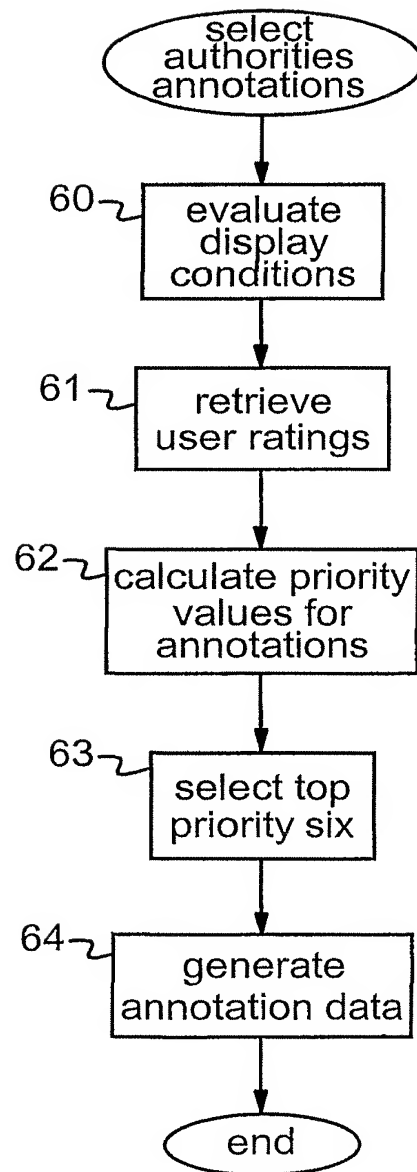 select
authorities
annotations
60
evaluate
display
conditions
61
retrieve
user ratings
62
calculate priority
values for
annotations
63
select top
priority six
64
generate
annotation data
end